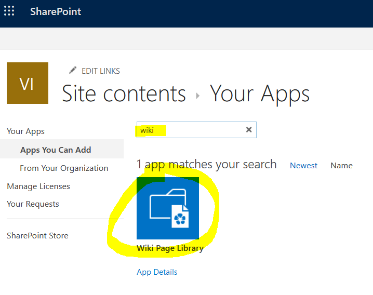 SharePoint
EDIT LINKS
VI
Site contents › Your Apps
Your Apps
wiki
Apps You Can Add
From Your Organization
1 app matches your search Newest Name
Manage Licenses
Your Requests
SharePoint Store
Wiki Page Library
App Details